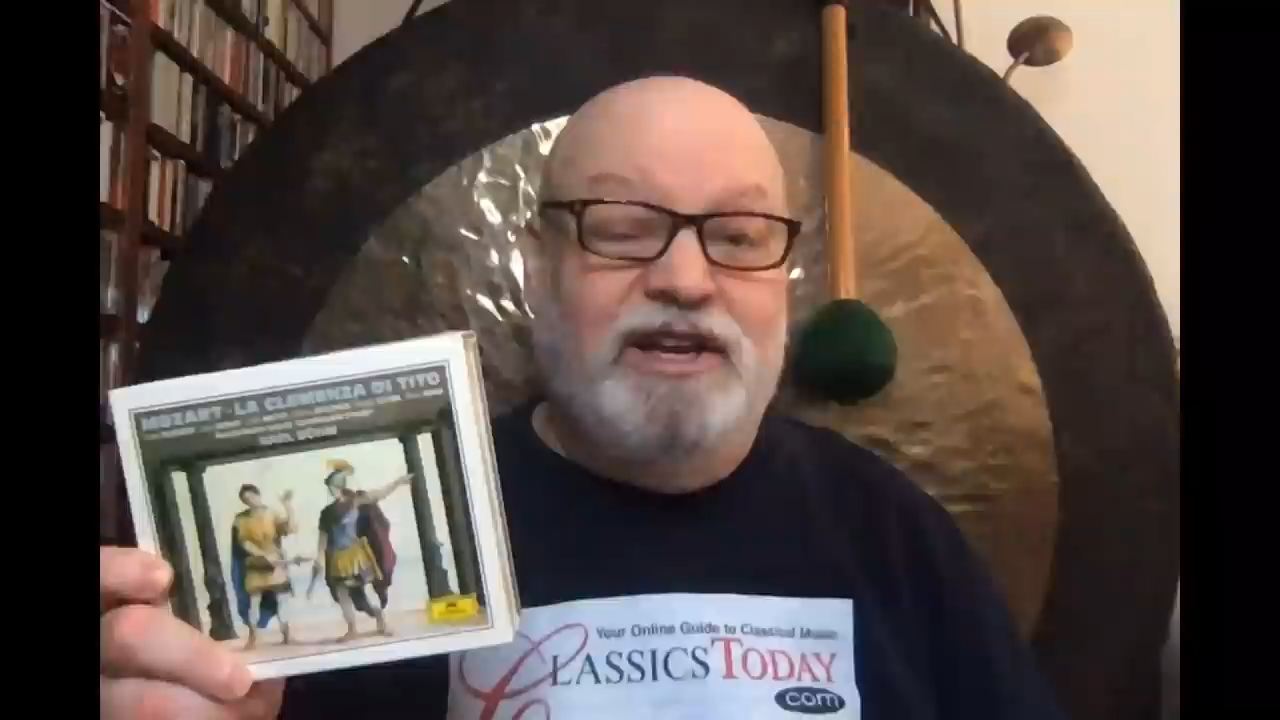 MOZART · LA CLEMENZA DI TITO
KARL BÖHM
Your Online Guide to Classical Music
CLASSICSTODAY
com